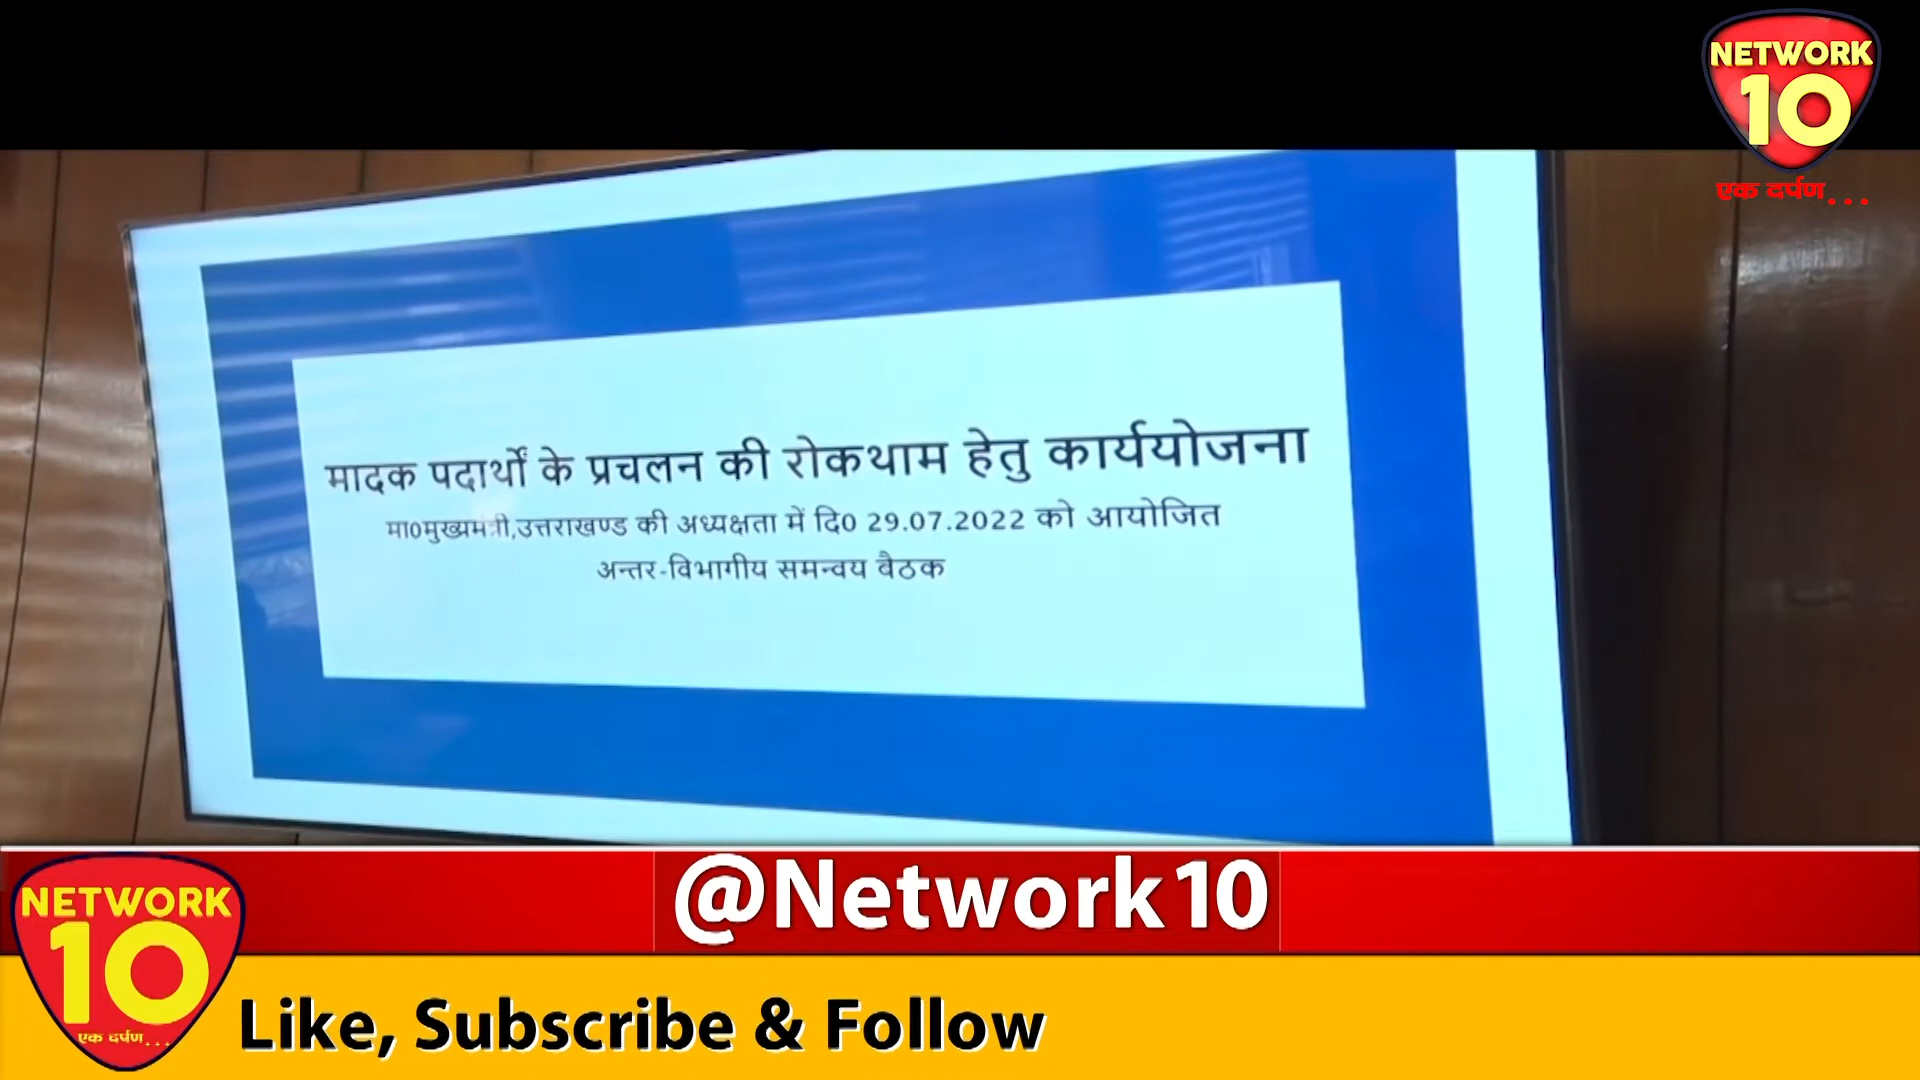 NETWORK
10
एक दर्पण...
मादक पदार्थों के प्रचलन की रोकथाम हेतु कार्ययोजना
मा0मुख्यमंत्री,उत्तराखण्ड की अध्यक्षता में दि0 29.07.2022 को आयोजित
अन्तर-विभागीय समन्वय बैठक
@Network10
NETWORK
10
एक दर्पण...
Like, Subscribe & Follow